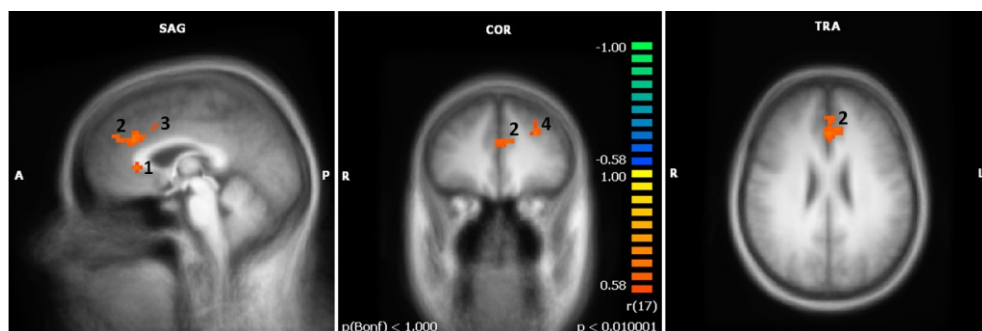 SAG
2
3
1
A
P
COR
-1.00
4
2
R
-0.58
1.00
0.58
r(17)
p(Bonf) < 1.000
p < 0.010001
TRA
2
R
L